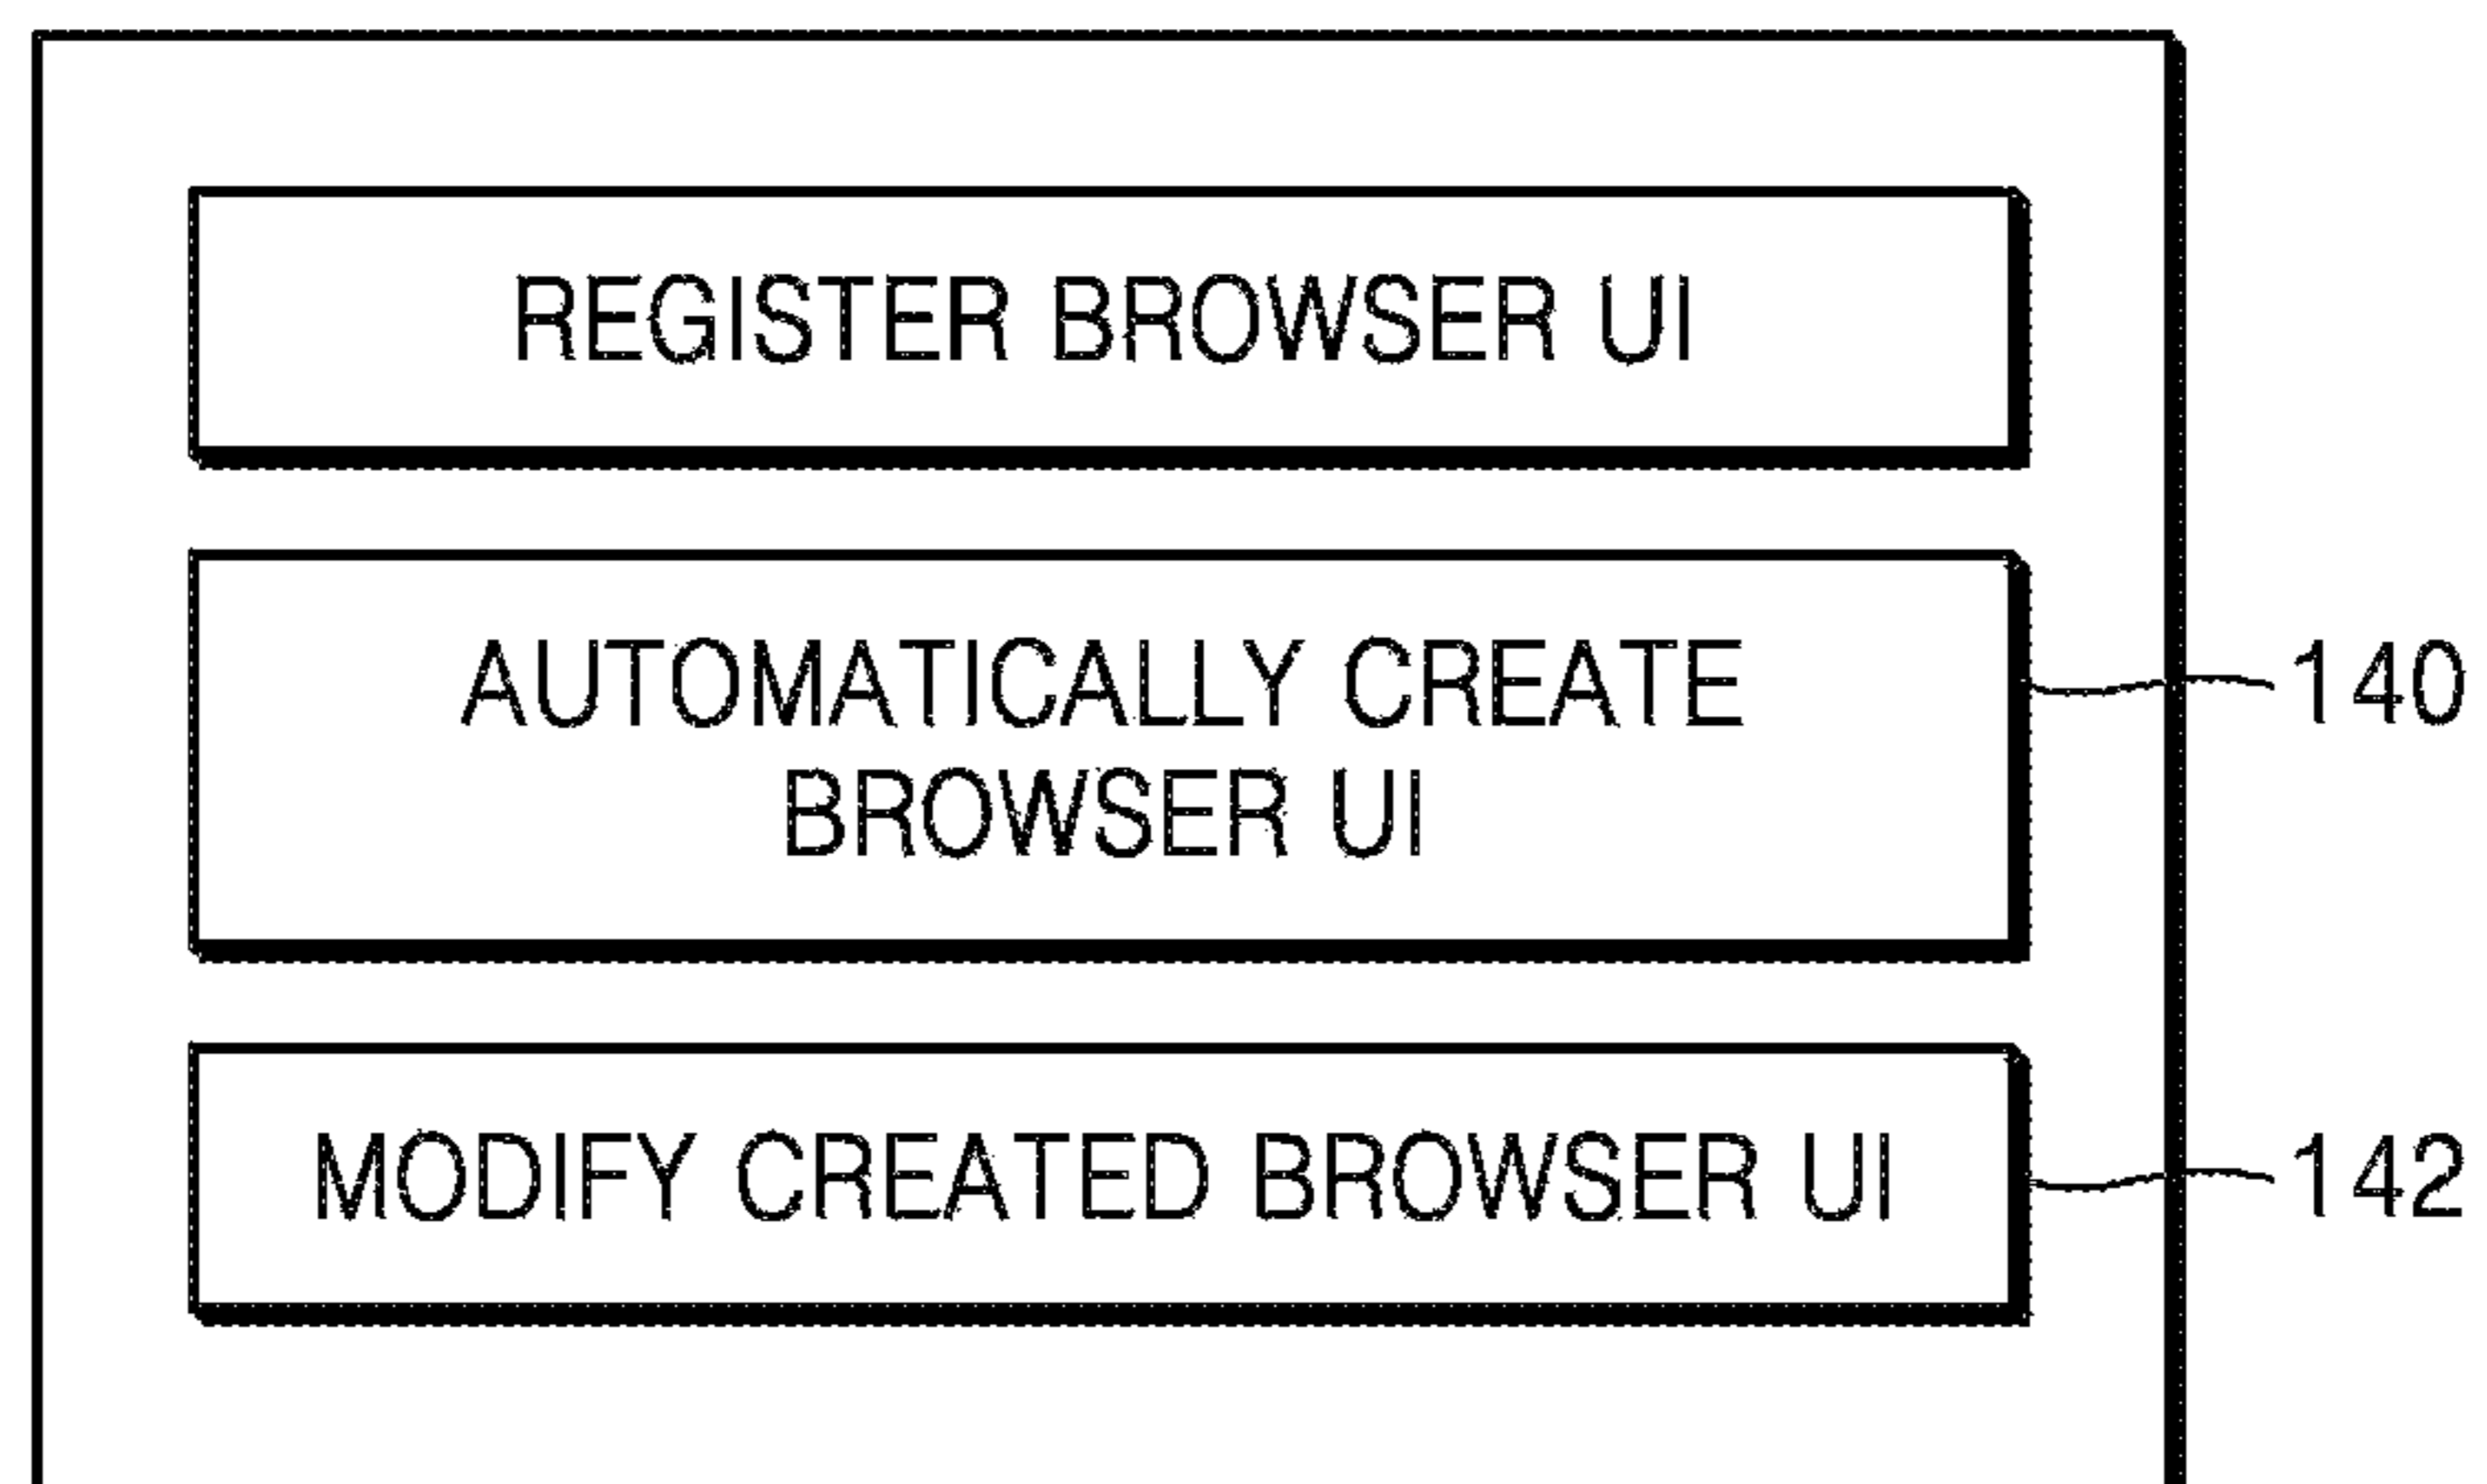 REGISTER BROWSER UI
AUTOMATICALLY CREATE
BROWSER UI
140
MODIFY CREATED BROWSER UI
142